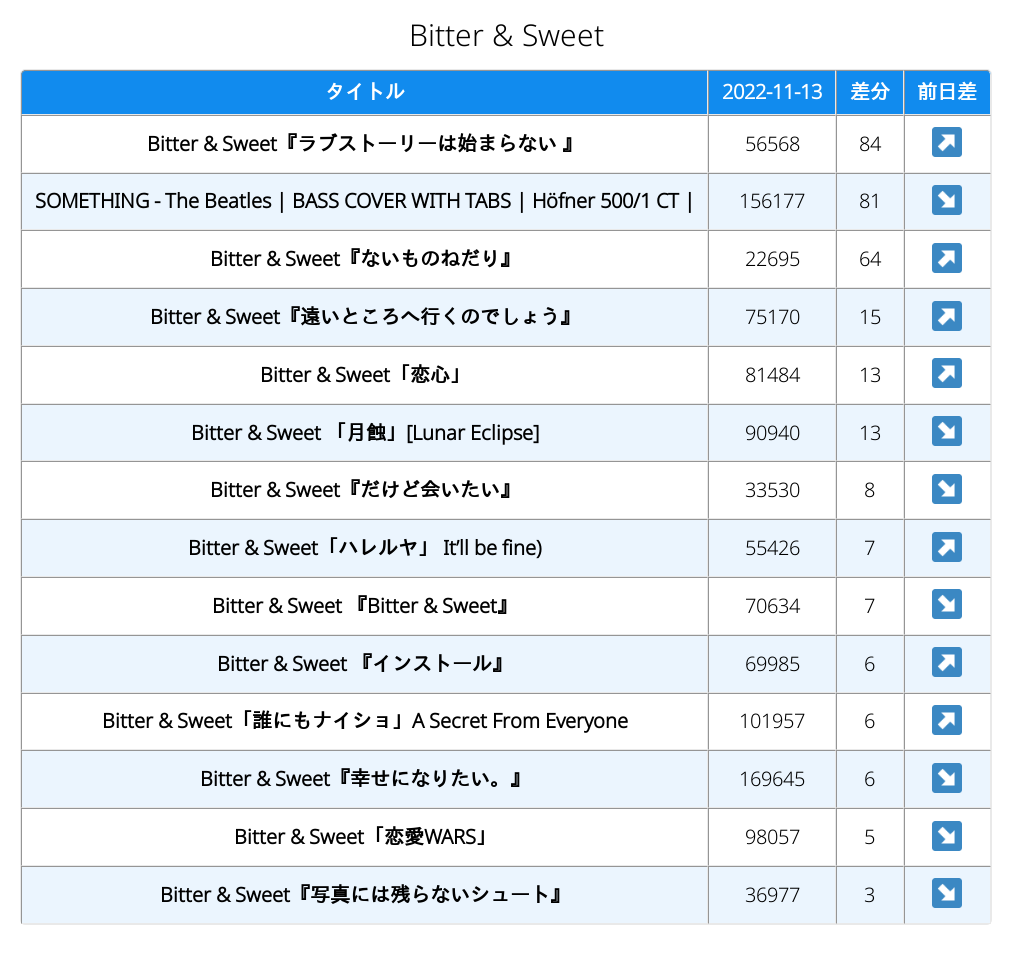 Bitter & Sweet
タイトル 2022-11-13 差分 前日差
Bitter & Sweet『ラブストーリーは始まらない 』 56568 84 ↗
SOMETHING - The Beatles | BASS COVER WITH TABS | Höfner 500/1 CT | 156177 81 ↘
Bitter & Sweet『ないものねだり』 22695 64 ↗
Bitter & Sweet『遠いところへ行くのでしょう』 75170 15 ↗
Bitter & Sweet「恋心」 81484 13 ↗
Bitter & Sweet 「月蝕」[Lunar Eclipse] 90940 13 ↘
Bitter & Sweet『だけど会いたい』 33530 8 ↘
Bitter & Sweet「ハレルヤ」 It’ll be fine) 55426 7 ↗
Bitter & Sweet 『Bitter & Sweet』 70634 7 ↘
Bitter & Sweet 『インストール』 69985 6 ↗
Bitter & Sweet「誰にもナイショ」A Secret From Everyone 101957 6 ↗
Bitter & Sweet『幸せになりたい。』 169645 6 ↘
Bitter & Sweet「恋愛WARS」 98057 5 ↘
Bitter & Sweet『写真には残らないシュート』 36977 3 ↘